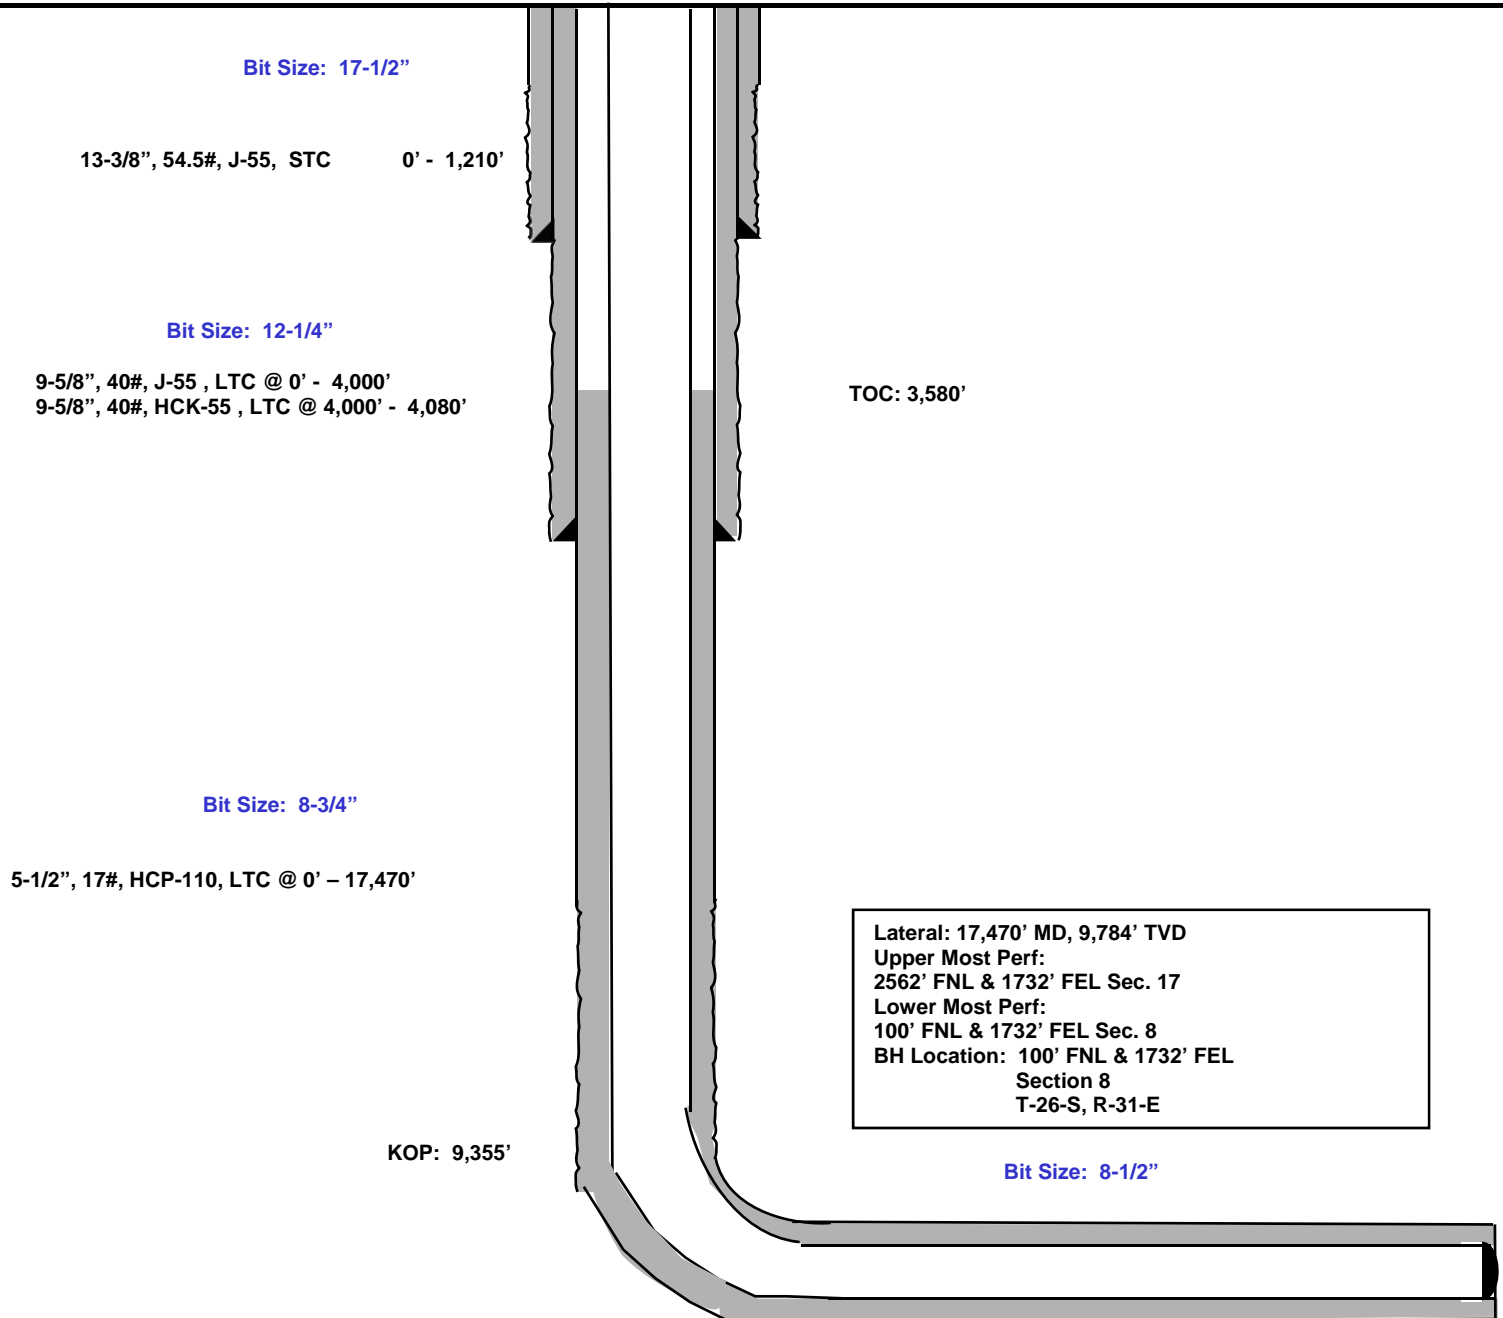 Bit Size: 17-1/2”
13-3/8”, 54.5#, J-55, STC 0’ - 1,210’
Bit Size: 12-1/4”
9-5/8”, 40#, J-55 , LTC @ 0’ - 4,000’
9-5/8”, 40#, HCK-55 , LTC @ 4,000’ - 4,080’
TOC: 3,580’
Bit Size: 8-3/4”
5-1/2”, 17#, HCP-110, LTC @ 0’ – 17,470’
Lateral: 17,470’ MD, 9,784’ TVD
Upper Most Perf:
2562’ FNL & 1732’ FEL Sec. 17
Lower Most Perf:
100’ FNL & 1732’ FEL Sec. 8
BH Location: 100’ FNL & 1732’ FEL
Section 8
T-26-S, R-31-E
KOP: 9,355’
Bit Size: 8-1/2”